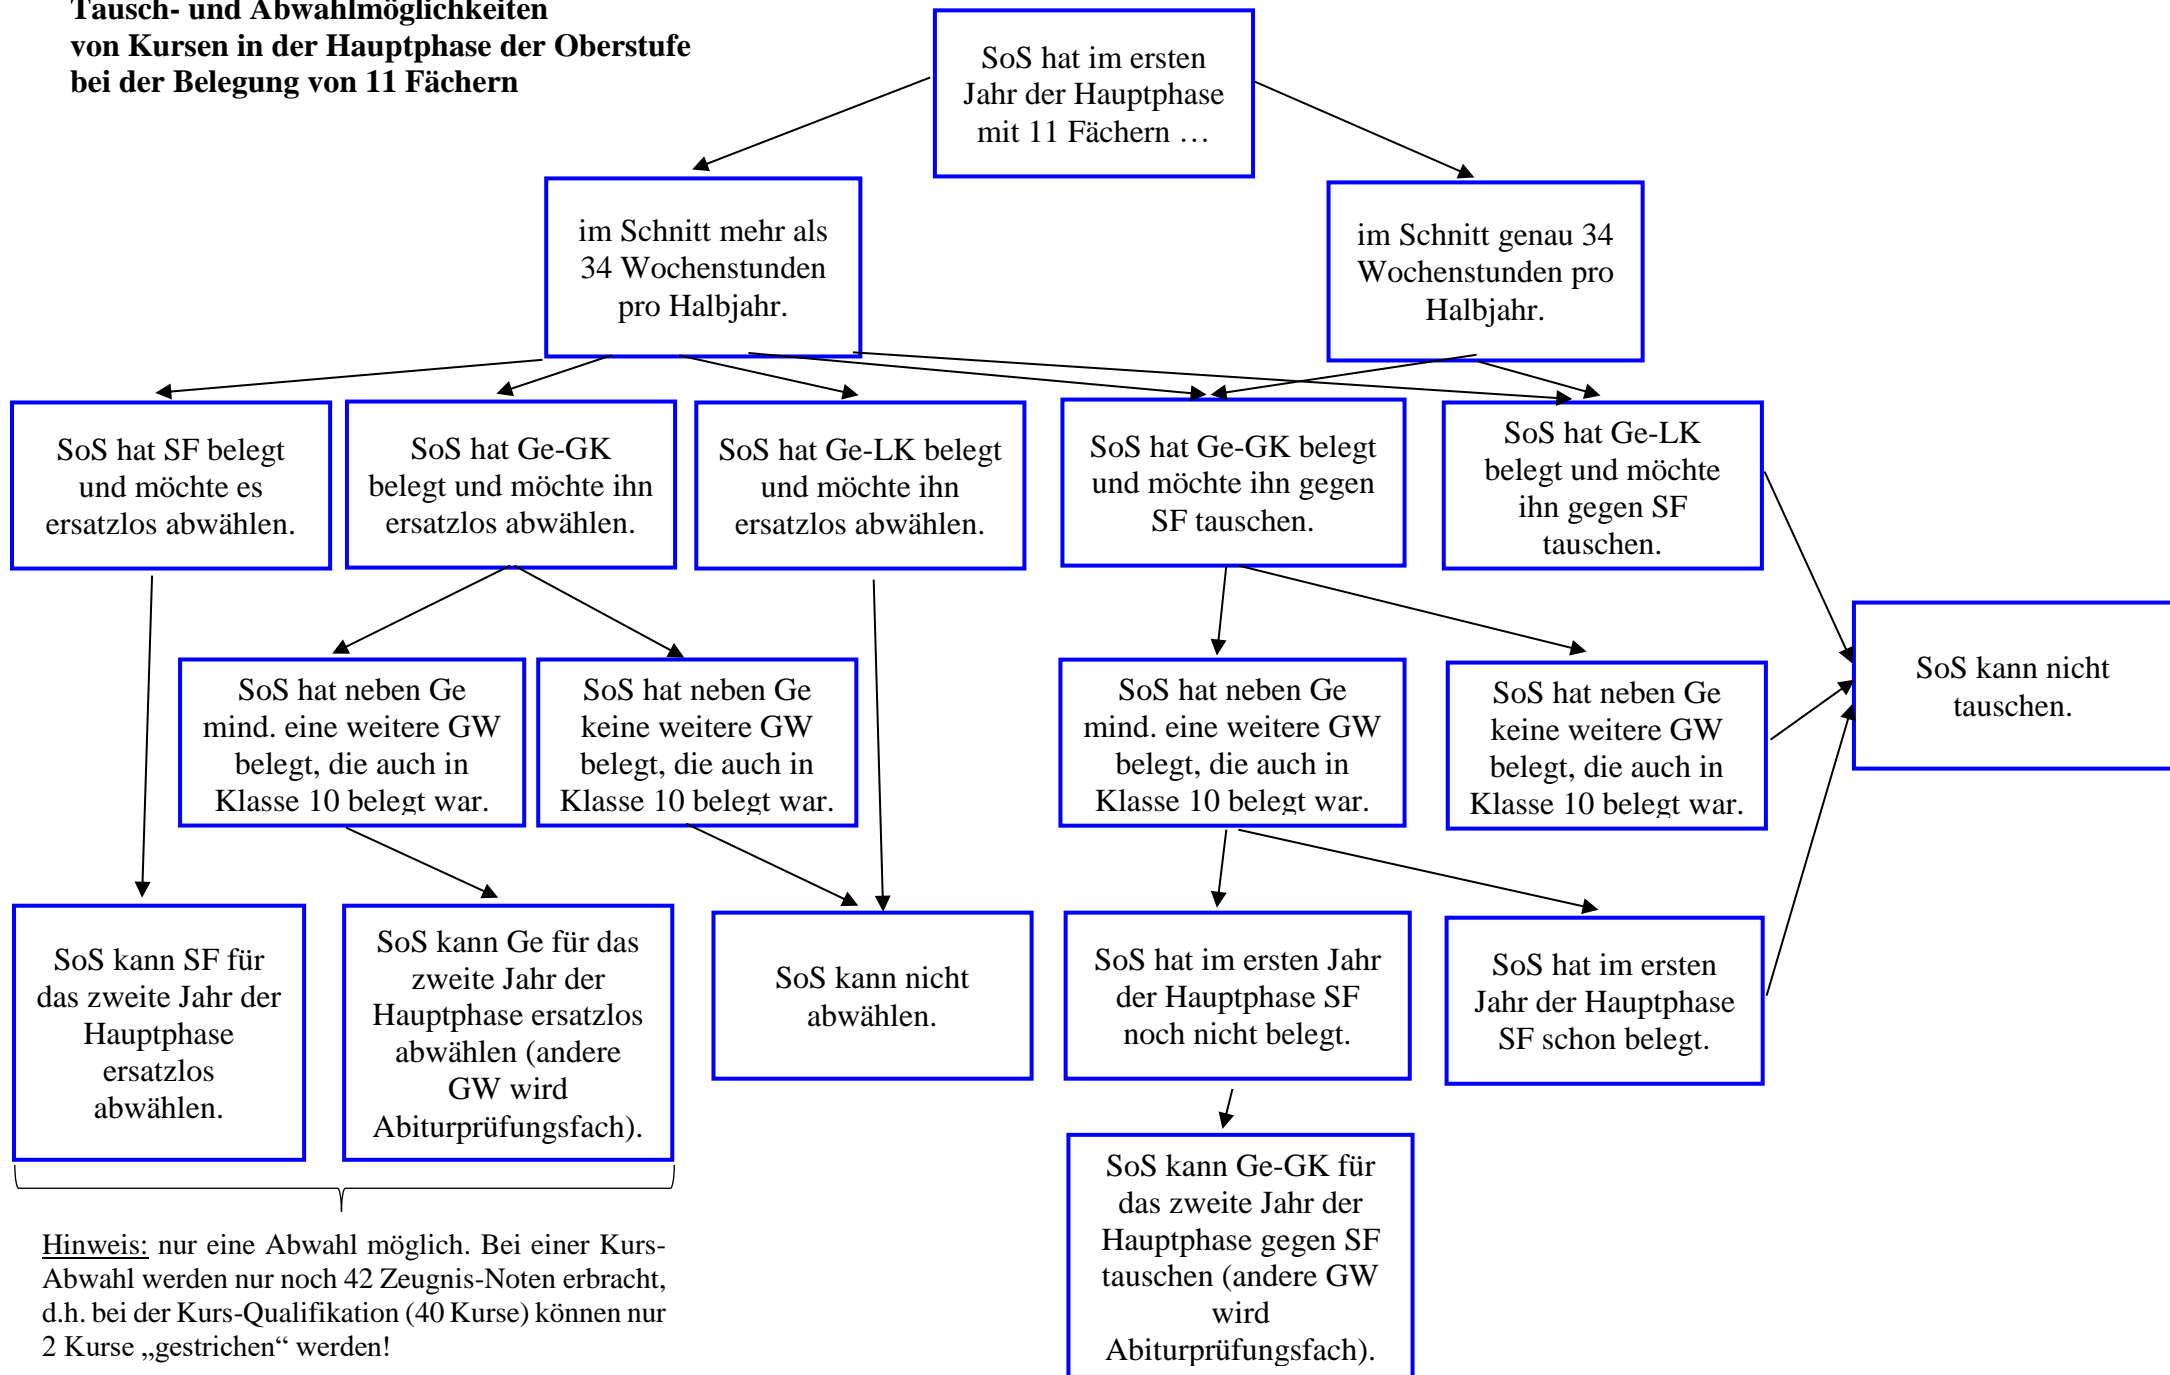 Tausch- und Abwahlmöglichkeiten
von Kursen in der Hauptphase der Oberstufe
bei der Belegung von 11 Fächern
SoS hat im ersten
Jahr der Hauptphase
mit 11 Fächern …
im Schnitt mehr als
34 Wochenstunden
pro Halbjahr.
im Schnitt genau 34
Wochenstunden pro
Halbjahr.
SoS hat SF belegt
und möchte es
ersatzlos abwählen.
SoS hat Ge-GK
belegt und möchte ihn
ersatzlos abwählen.
SoS hat Ge-LK belegt
und möchte ihn
ersatzlos abwählen.
SoS hat Ge-GK belegt
und möchte ihn gegen
SF tauschen.
SoS hat Ge-LK
belegt und möchte
ihn gegen SF
tauschen.
SoS hat neben Ge
mind. eine weitere GW
belegt, die auch in
Klasse 10 belegt war.
SoS hat neben Ge
keine weitere GW
belegt, die auch in
Klasse 10 belegt war.
SoS hat neben Ge
mind. eine weitere GW
belegt, die auch in
Klasse 10 belegt war.
SoS hat neben Ge
keine weitere GW
belegt, die auch in
Klasse 10 belegt war.
SoS kann nicht
tauschen.
SoS kann SF für
das zweite Jahr der
Hauptphase
ersatzlos
abwählen.
SoS kann Ge für das
zweite Jahr der
Hauptphase ersatzlos
abwählen (andere
GW wird
Abiturprüfungsfach).
SoS kann nicht
abwählen.
SoS hat im ersten Jahr
der Hauptphase SF
noch nicht belegt.
SoS hat im ersten
Jahr der Hauptphase
SF schon belegt.
SoS kann Ge-GK für
das zweite Jahr der
Hauptphase gegen SF
tauschen (andere GW
wird
Abiturprüfungsfach).
Hinweis: nur eine Abwahl möglich. Bei einer Kurs-
Abwahl werden nur noch 42 Zeugnis-Noten erbracht,
d.h. bei der Kurs-Qualifikation (40 Kurse) können nur
2 Kurse „gestrichen“ werden!